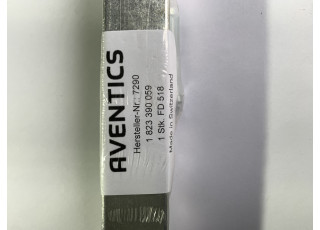 AVENTICS
Hersteller-Nr.: 7290
1 823 390 059
1 Stk. FD 518
Made in Switzerland